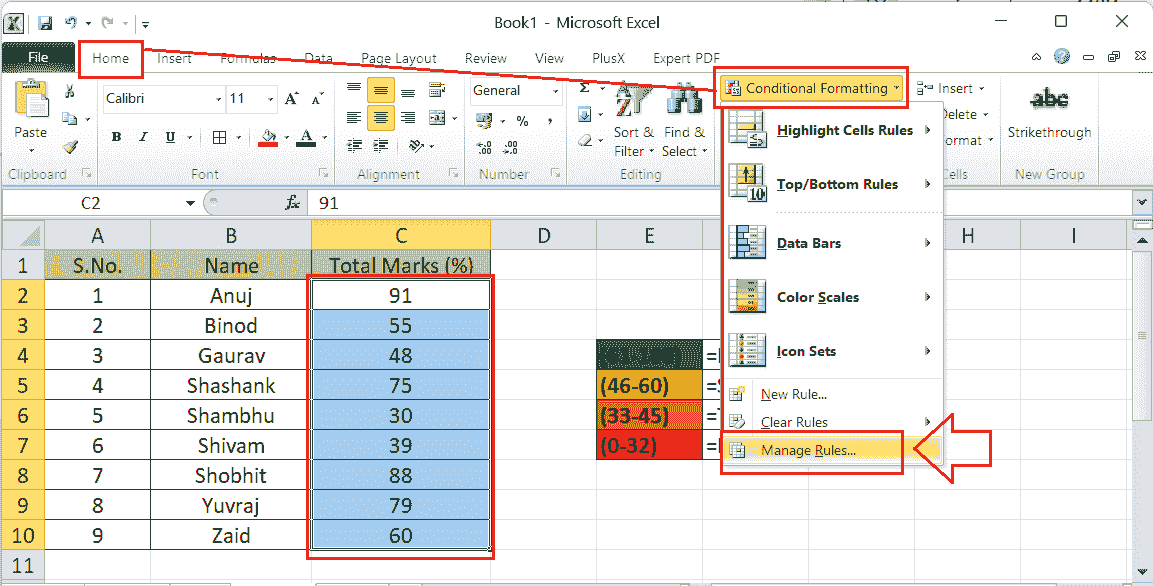 Book1 - Microsoft Excel
File Home Insert Formulas Data Page Layout Review View PlusX Expert PDF
Calibri 11 General Σ Conditional Formatting Insert
Paste Sort & Find & Delete Strikethrough
B I U A % , Filter Select Format
Clipboard Font Alignment Number Editing Cells New Group
C2 fx 91
A B C D E H I
1 S.No. Name Total Marks (%)
2 1 Anuj 91
3 2 Binod 55
4 3 Gaurav 48
5 4 Shashank 75 (46-60)
6 5 Shambhu 30 (33-45)
7 6 Shivam 39 (0-32)
8 7 Shobhit 88
9 8 Yuvraj 79
10 9 Zaid 60
11
Highlight Cells Rules
Top/Bottom Rules
Data Bars
Color Scales
Icon Sets
New Rule...
Clear Rules
Manage Rules...